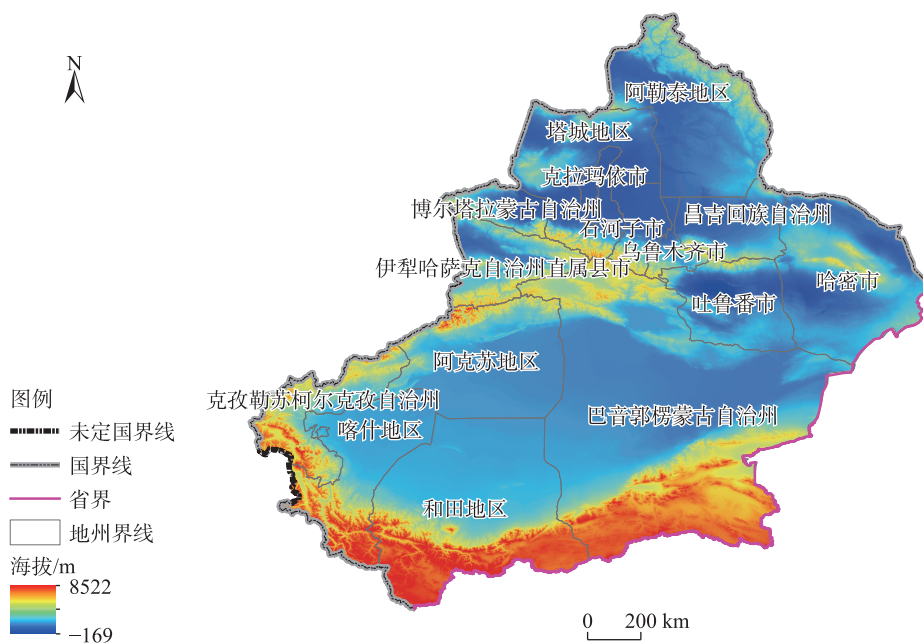 N
阿勒泰地区
塔城地区
克拉玛依市
博尔塔拉蒙古自治州
昌吉回族自治州
石河子市
乌鲁木齐市
伊犁哈萨克自治州直属县市
哈密市
吐鲁番市
阿克苏地区
克孜勒苏柯尔克孜自治州
巴音郭楞蒙古自治州
喀什地区
和田地区
图例
未定国界线
国界线
省界
地州界线
海拔/m
8522
−169
0 200 km